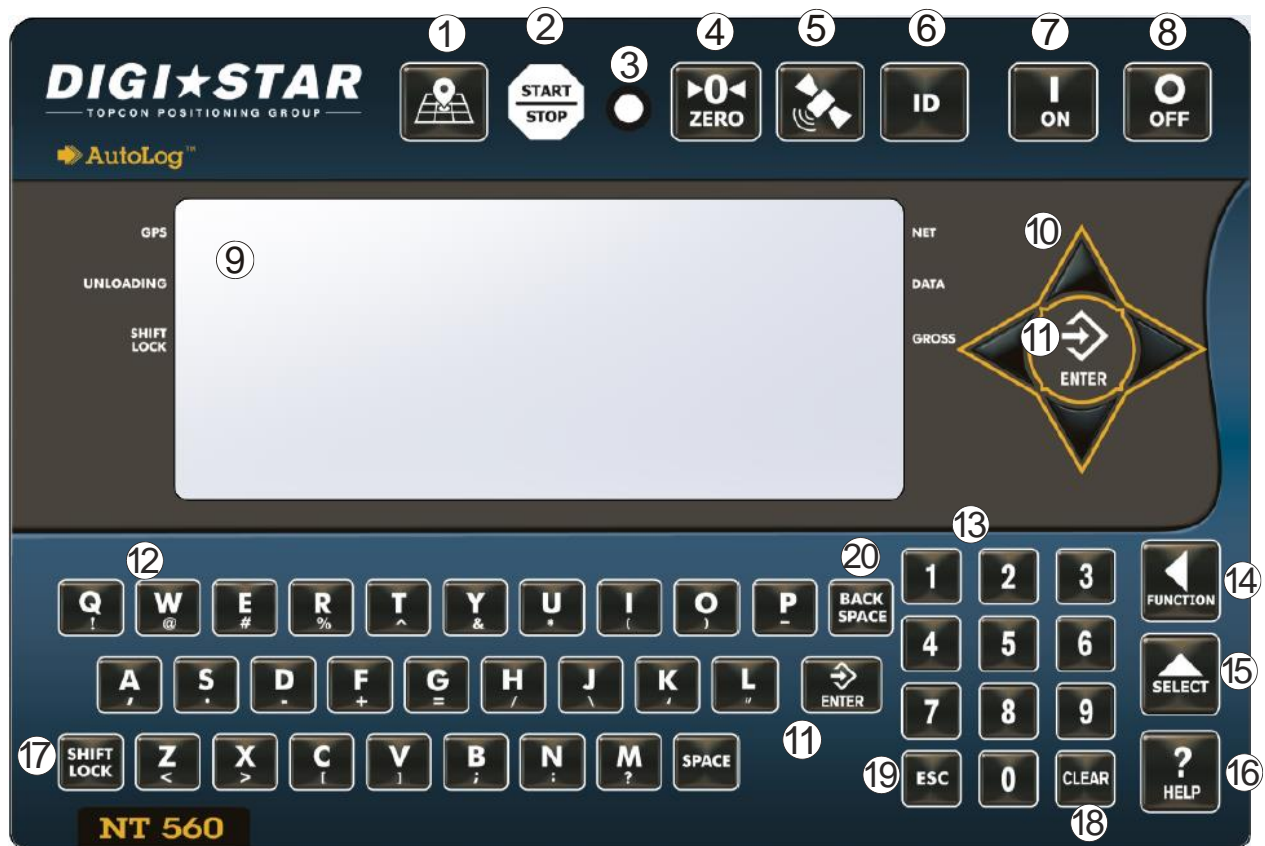 1 2 3 4 5 6 7 8
DIGI★STAR
TOPCON POSITIONING GROUP
AutoLog™
START
STOP
▶0◀
ZERO
ID
I
ON
O
OFF
GPS
UNLOADING
SHIFT
LOCK
9
NET
DATA
GROSS
10
11
ENTER
12
20
13
Q W E R T Y U I O P
! @ # % ^ & * ( ) _
BACK
SPACE
1 2 3
FUNCTION
14
A S D F G H J K L
, . - + = / \ ' "
ENTER
11
4 5 6
SELECT
15
17
SHIFT
LOCK
Z X C V B N M
< > [ ] ; : ?
SPACE
7 8 9
19
ESC
0
CLEAR
18
?
HELP
16
NT 560